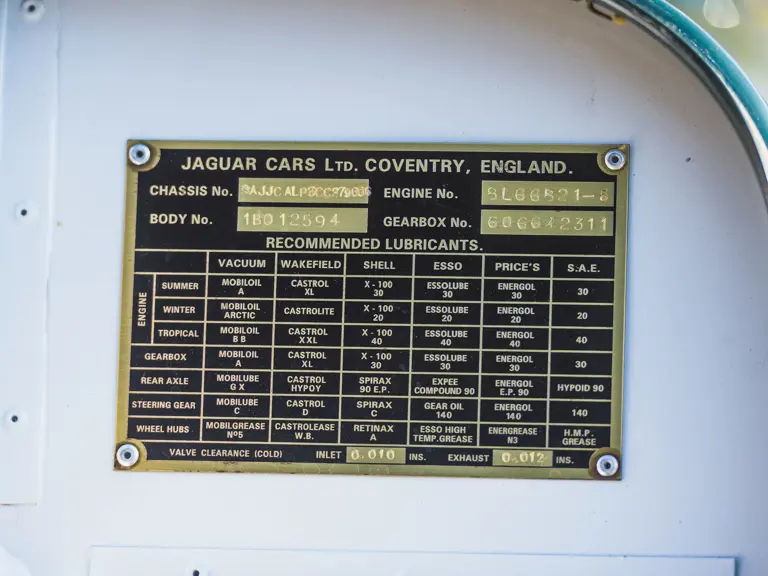 JAGUAR CARS LTD. COVENTRY, ENGLAND.
CHASSIS No. ENGINE No.
BODY No. 1B012594 GEARBOX No.
RECOMMENDED LUBRICANTS.
VACUUM WAKEFIELD SHELL ESSO PRICE'S S.A.E.
ENGINE
SUMMER MOBILOIL A CASTROL XL X-100 30 ESSOLUBE 30 ENERGOL 30 30
WINTER MOBILOIL ARCTIC CASTROLITE X-100 20 ESSOLUBE 20 ENERGOL 20 20
TROPICAL MOBILOIL BB CASTROL XXL X-100 40 ESSOLUBE 40 ENERGOL 40 40
GEARBOX MOBILOIL A CASTROL XL X-100 30 ESSOLUBE 30 ENERGOL 30 30
REAR AXLE MOBILUBE GX CASTROL HYPOY SPIRAX 90 E.P. EXPEE COMPOUND 90 ENERGOL E.P. 90 HYPOID 90
STEERING GEAR MOBILUBE C CASTROL D SPIRAX C GEAR OIL 140 ENERGOL 140 140
WHEEL HUBS MOBILGREASE Nº5 CASTROLEASE W.B. RETINAX A ESSO HIGH TEMP. GREASE ENERGREASE N3 H.M.P. GREASE
VALVE CLEARANCE (COLD) INLET 0.010 INS. EXHAUST 0.012 INS.